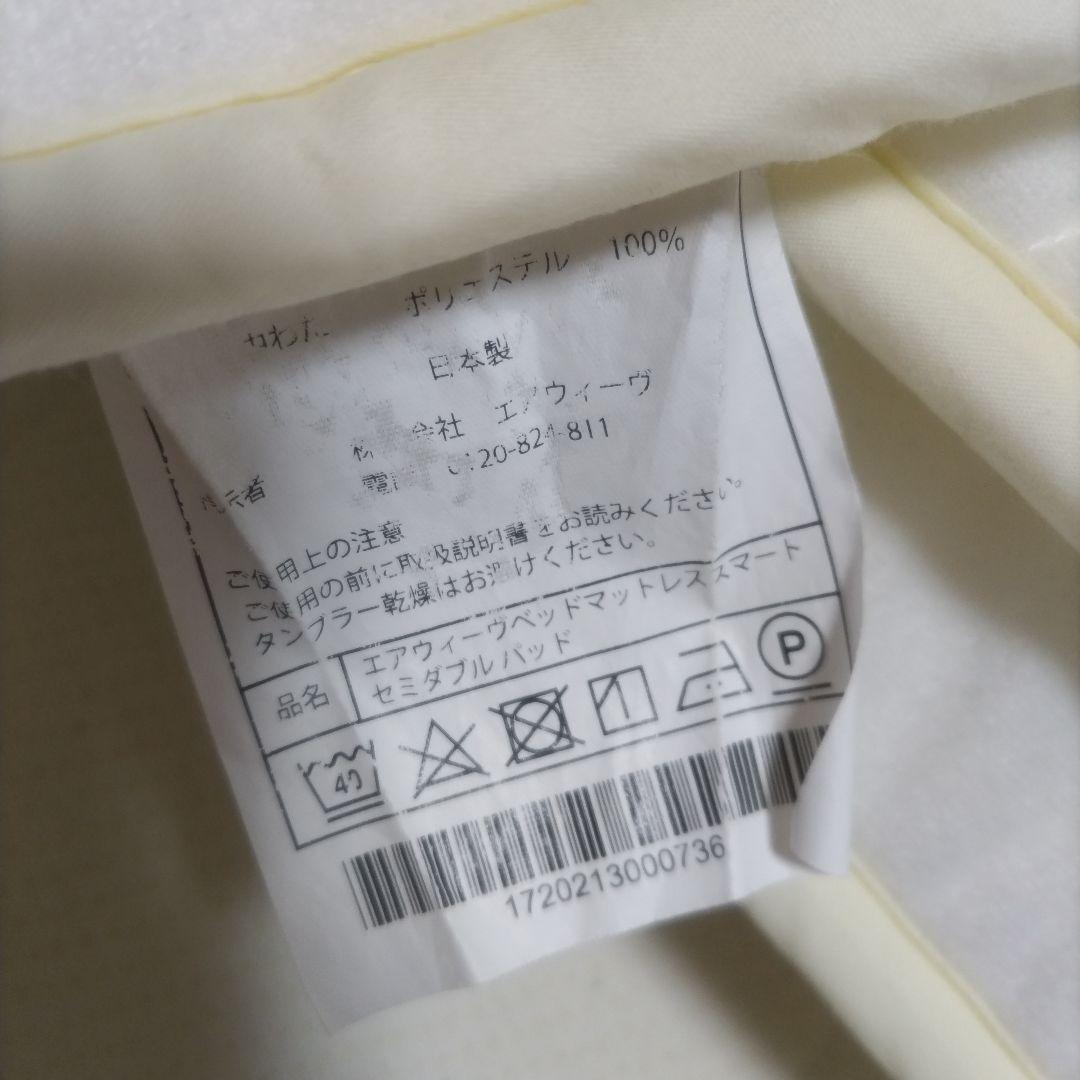 ポリエステル 100%
日本製
会社 エアウィーヴ
0120-824-811
ご使用上の注意
ご使用の前に取扱説明書をお読みください。
タンブラー乾燥はお避けください。
品名 エアウィーヴベッドマットレススマート
セミダブルパッド
40
P
1720213000736